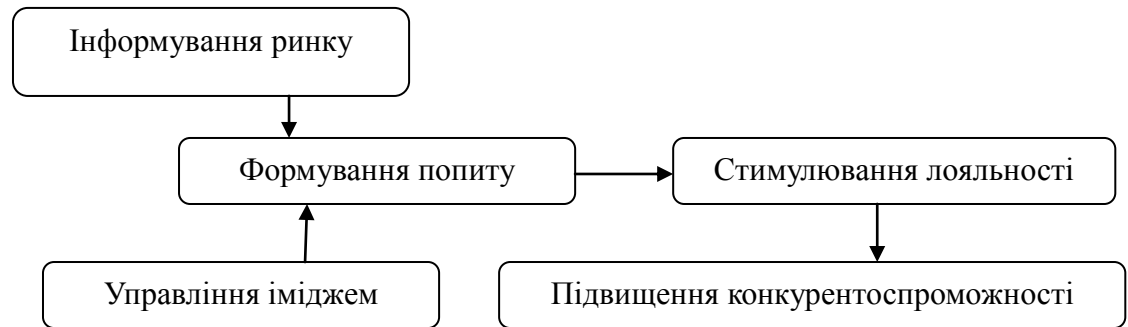 Інформування ринку
Формування попиту
Стимулювання лояльності
Управління іміджем
Підвищення конкурентоспроможності